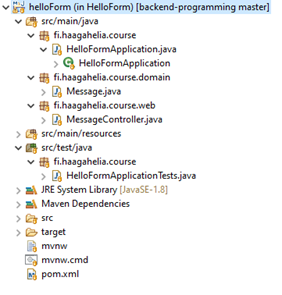 helloForm (in HelloForm) [backend-programming master]
src/main/java
fi.haagahelia.course
HelloFormApplication.java
HelloFormApplication
fi.haagahelia.course.domain
Message.java
fi.haagahelia.course.web
MessageController.java
src/main/resources
src/test/java
fi.haagahelia.course
HelloFormApplicationTests.java
JRE System Library [JavaSE-1.8]
Maven Dependencies
src
target
mvnw
mvnw.cmd
pom.xml